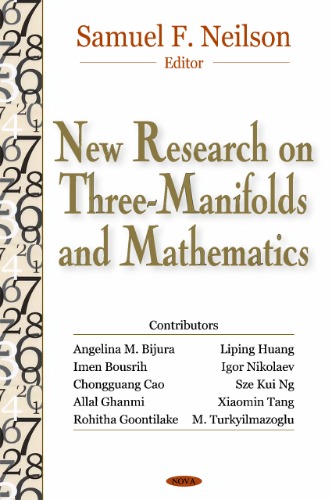 Samuel F. Neilson
Editor
New Research on
Three-Manifolds
and Mathematics
Contributors
Angelina M. Bijura
Liping Huang
Imen Bousrih
Igor Nikolaev
Chongguang Cao
Sze Kui Ng
Allal Ghanmi
Xiaomin Tang
Rohitha Goontilake
M. Turkyilmazoglu
NOVA